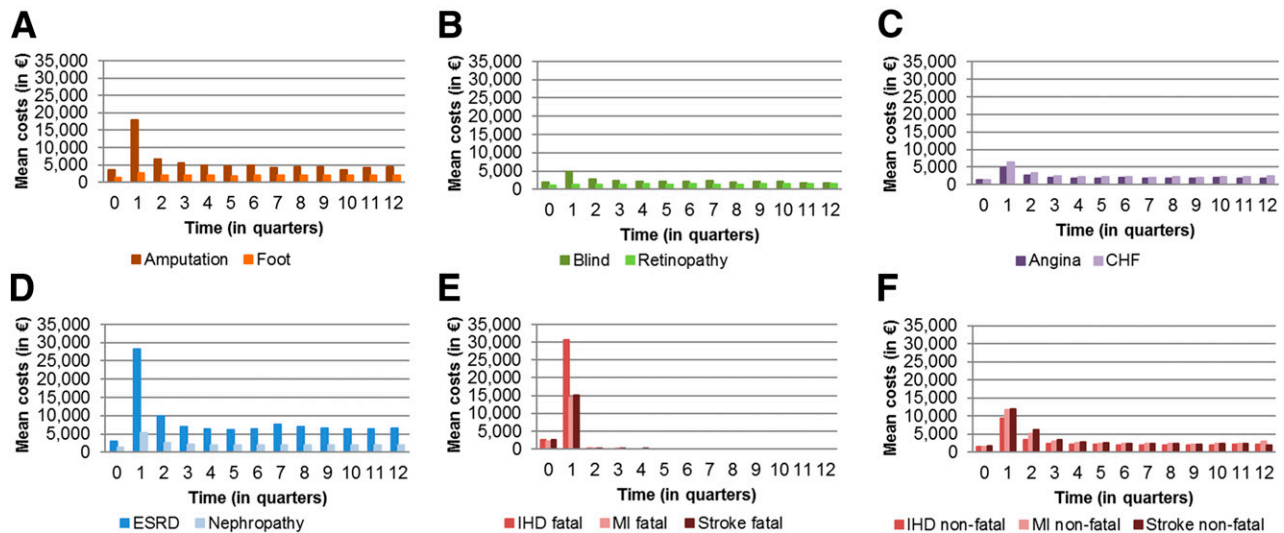 A
Mean costs (in €)
35,000
30,000
25,000
20,000
15,000
10,000
5,000
0
0 1 2 3 4 5 6 7 8 9 10 11 12
Time (in quarters)
Amputation Foot
B
Mean costs (in €)
35,000
30,000
25,000
20,000
15,000
10,000
5,000
0
0 1 2 3 4 5 6 7 8 9 10 11 12
Time (in quarters)
Blind Retinopathy
C
Mean costs (in €)
35,000
30,000
25,000
20,000
15,000
10,000
5,000
0
0 1 2 3 4 5 6 7 8 9 10 11 12
Time (in quarters)
Angina CHF
D
Mean costs (in €)
35,000
30,000
25,000
20,000
15,000
10,000
5,000
0
0 1 2 3 4 5 6 7 8 9 10 11 12
Time (in quarters)
ESRD Nephropathy
E
Mean costs (in €)
35,000
30,000
25,000
20,000
15,000
10,000
5,000
0
0 1 2 3 4 5 6 7 8 9 10 11 12
Time (in quarters)
IHD fatal MI fatal Stroke fatal
F
Mean costs (in €)
35,000
30,000
25,000
20,000
15,000
10,000
5,000
0
0 1 2 3 4 5 6 7 8 9 10 11 12
Time (in quarters)
IHD non-fatal MI non-fatal Stroke non-fatal